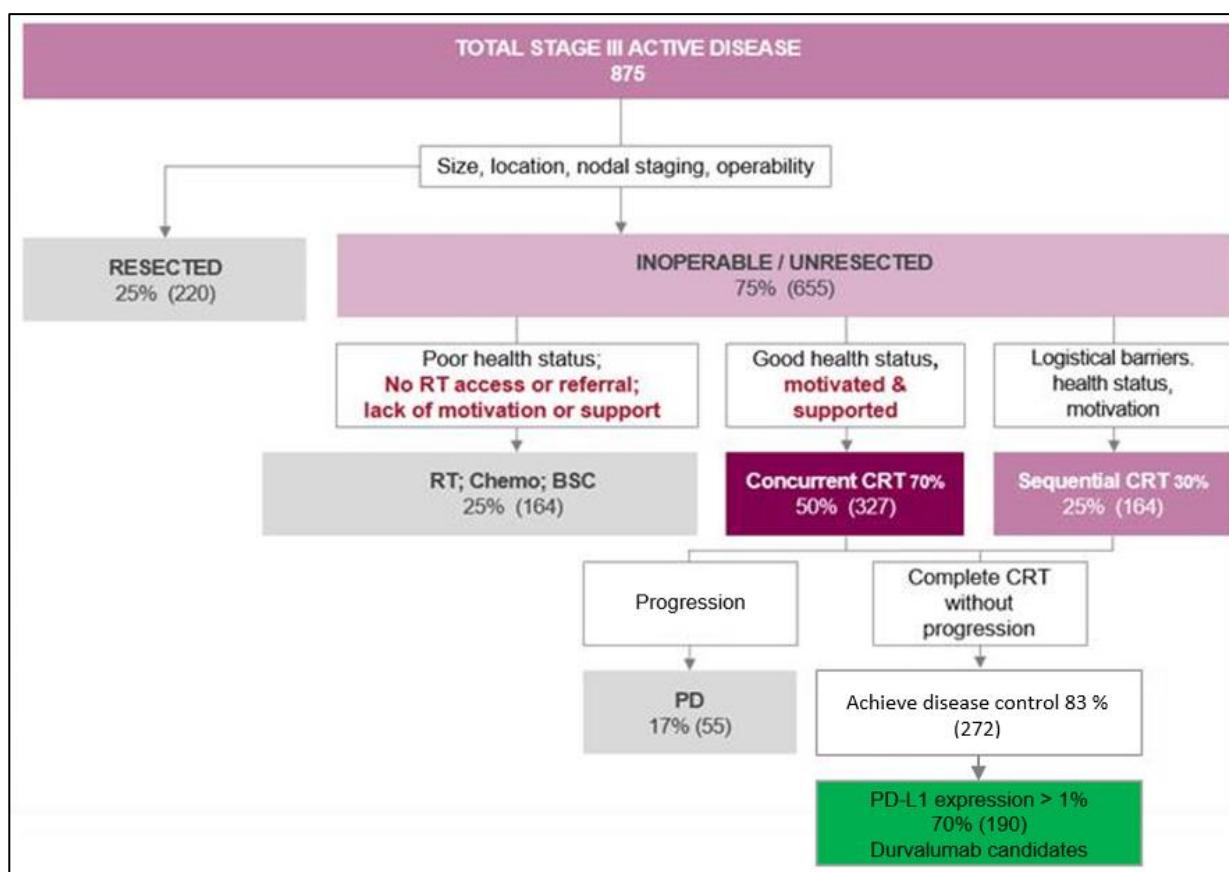 TOTAL STAGE III ACTIVE DISEASE
875
Size, location, nodal staging, operability
RESECTED
25% (220)
INOPERABLE / UNRESECTED
75% (655)
Poor health status;
No RT access or referral;
lack of motivation or support
Good health status,
motivated &
supported
Logistical barriers.
health status,
motivation
RT; Chemo; BSC
25% (164)
Concurrent CRT 70%
50% (327)
Sequential CRT 30%
25% (164)
Progression
Complete CRT
without
progression
PD
17% (55)
Achieve disease control 83 %
(272)
PD-L1 expression > 1%
70% (190)
Durvalumab candidates